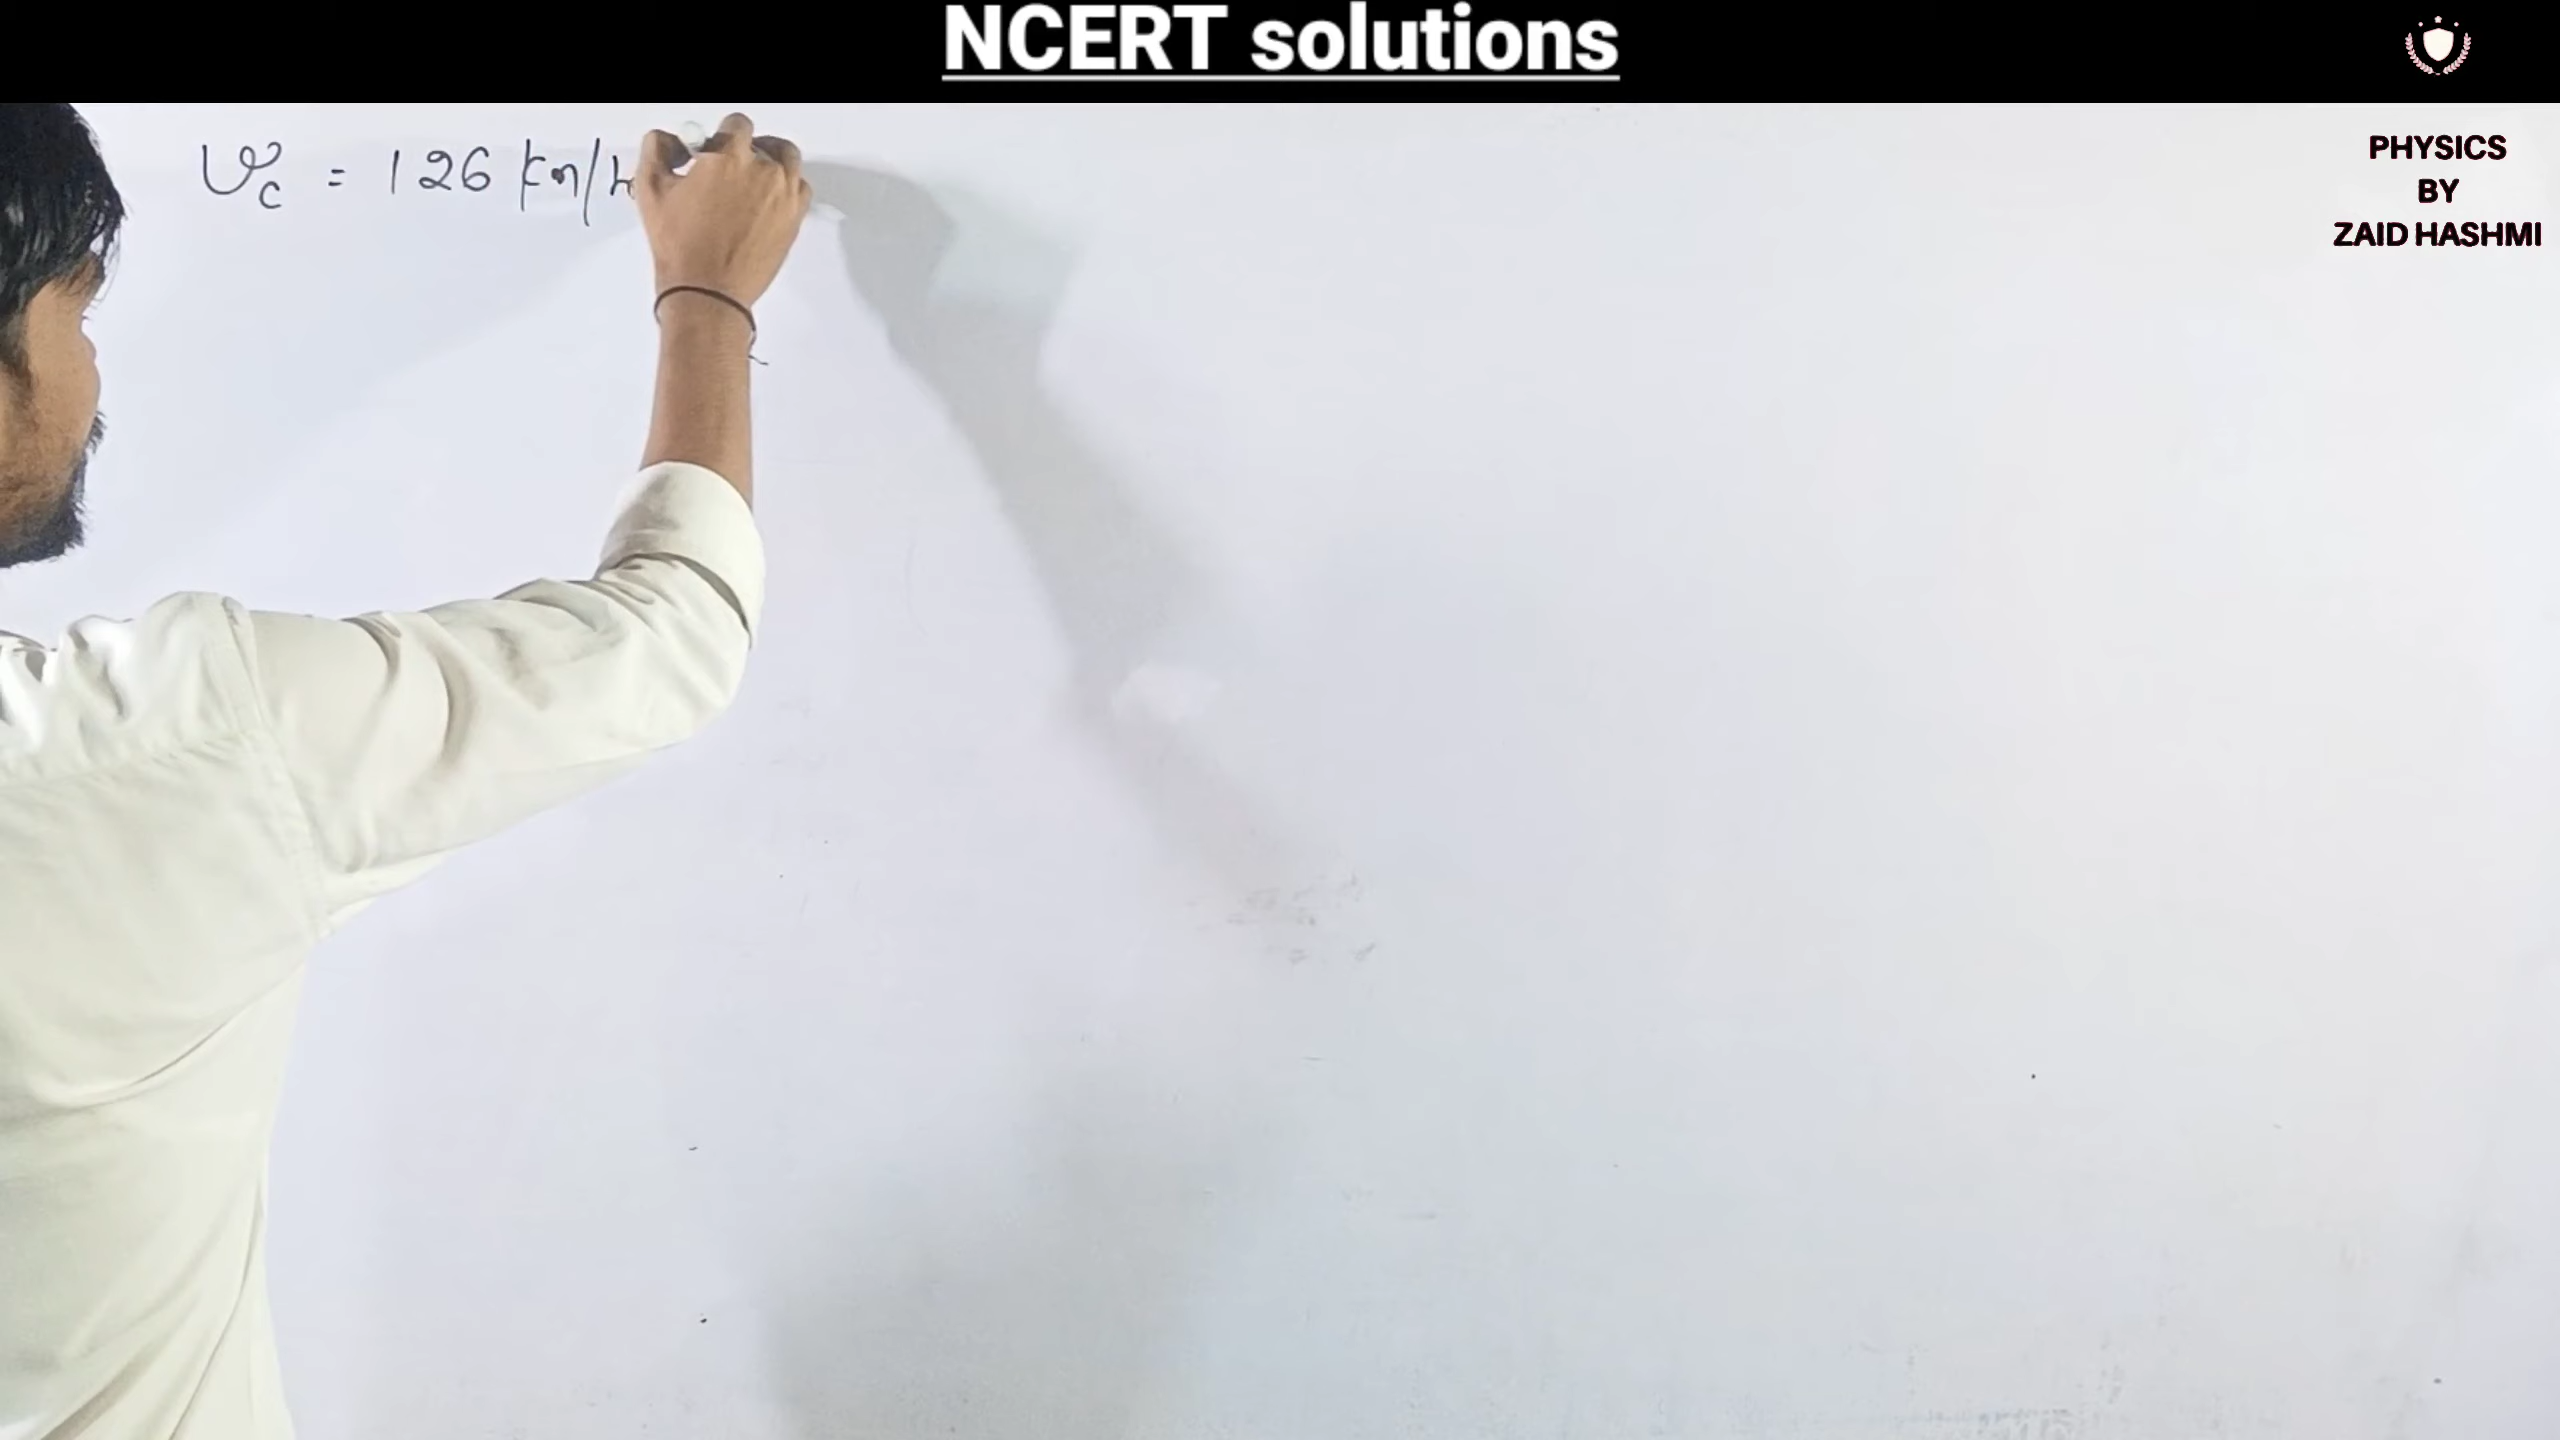 NCERT solutions
PHYSICS
BY
ZAID HASHMI
v_c = 126 km/h